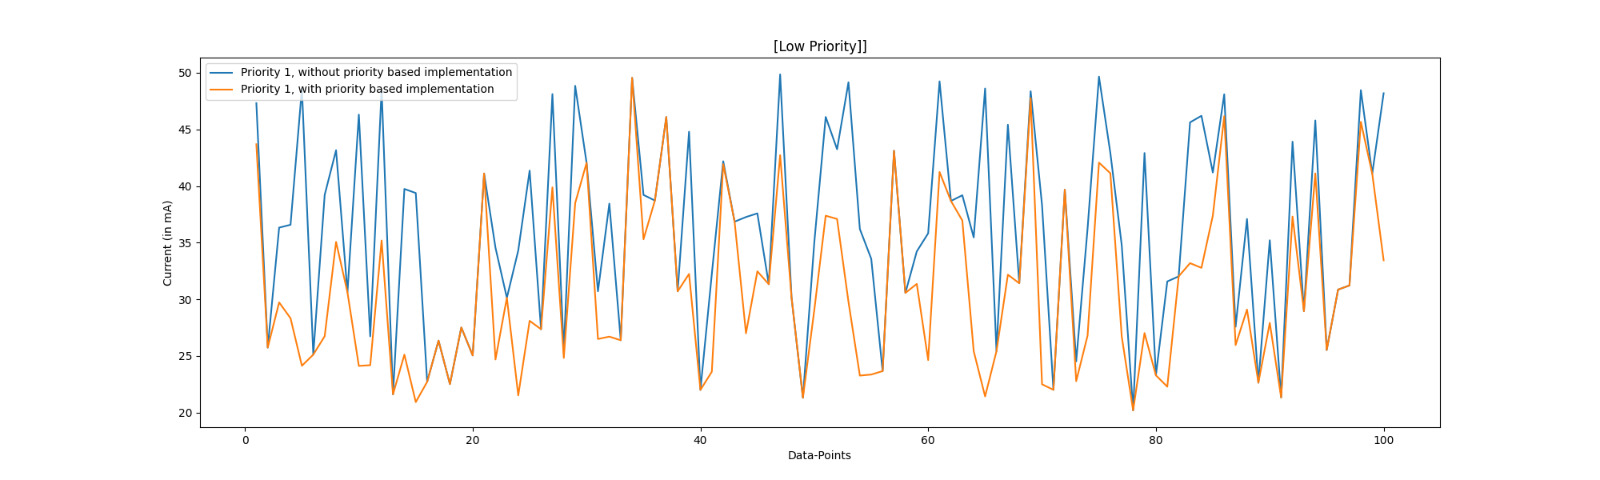 [Low Priority]]
Priority 1, without priority based implementation
Priority 1, with priority based implementation
Current (in mA)
50
45
40
35
30
25
20
0 20 40 60 80 100
Data-Points